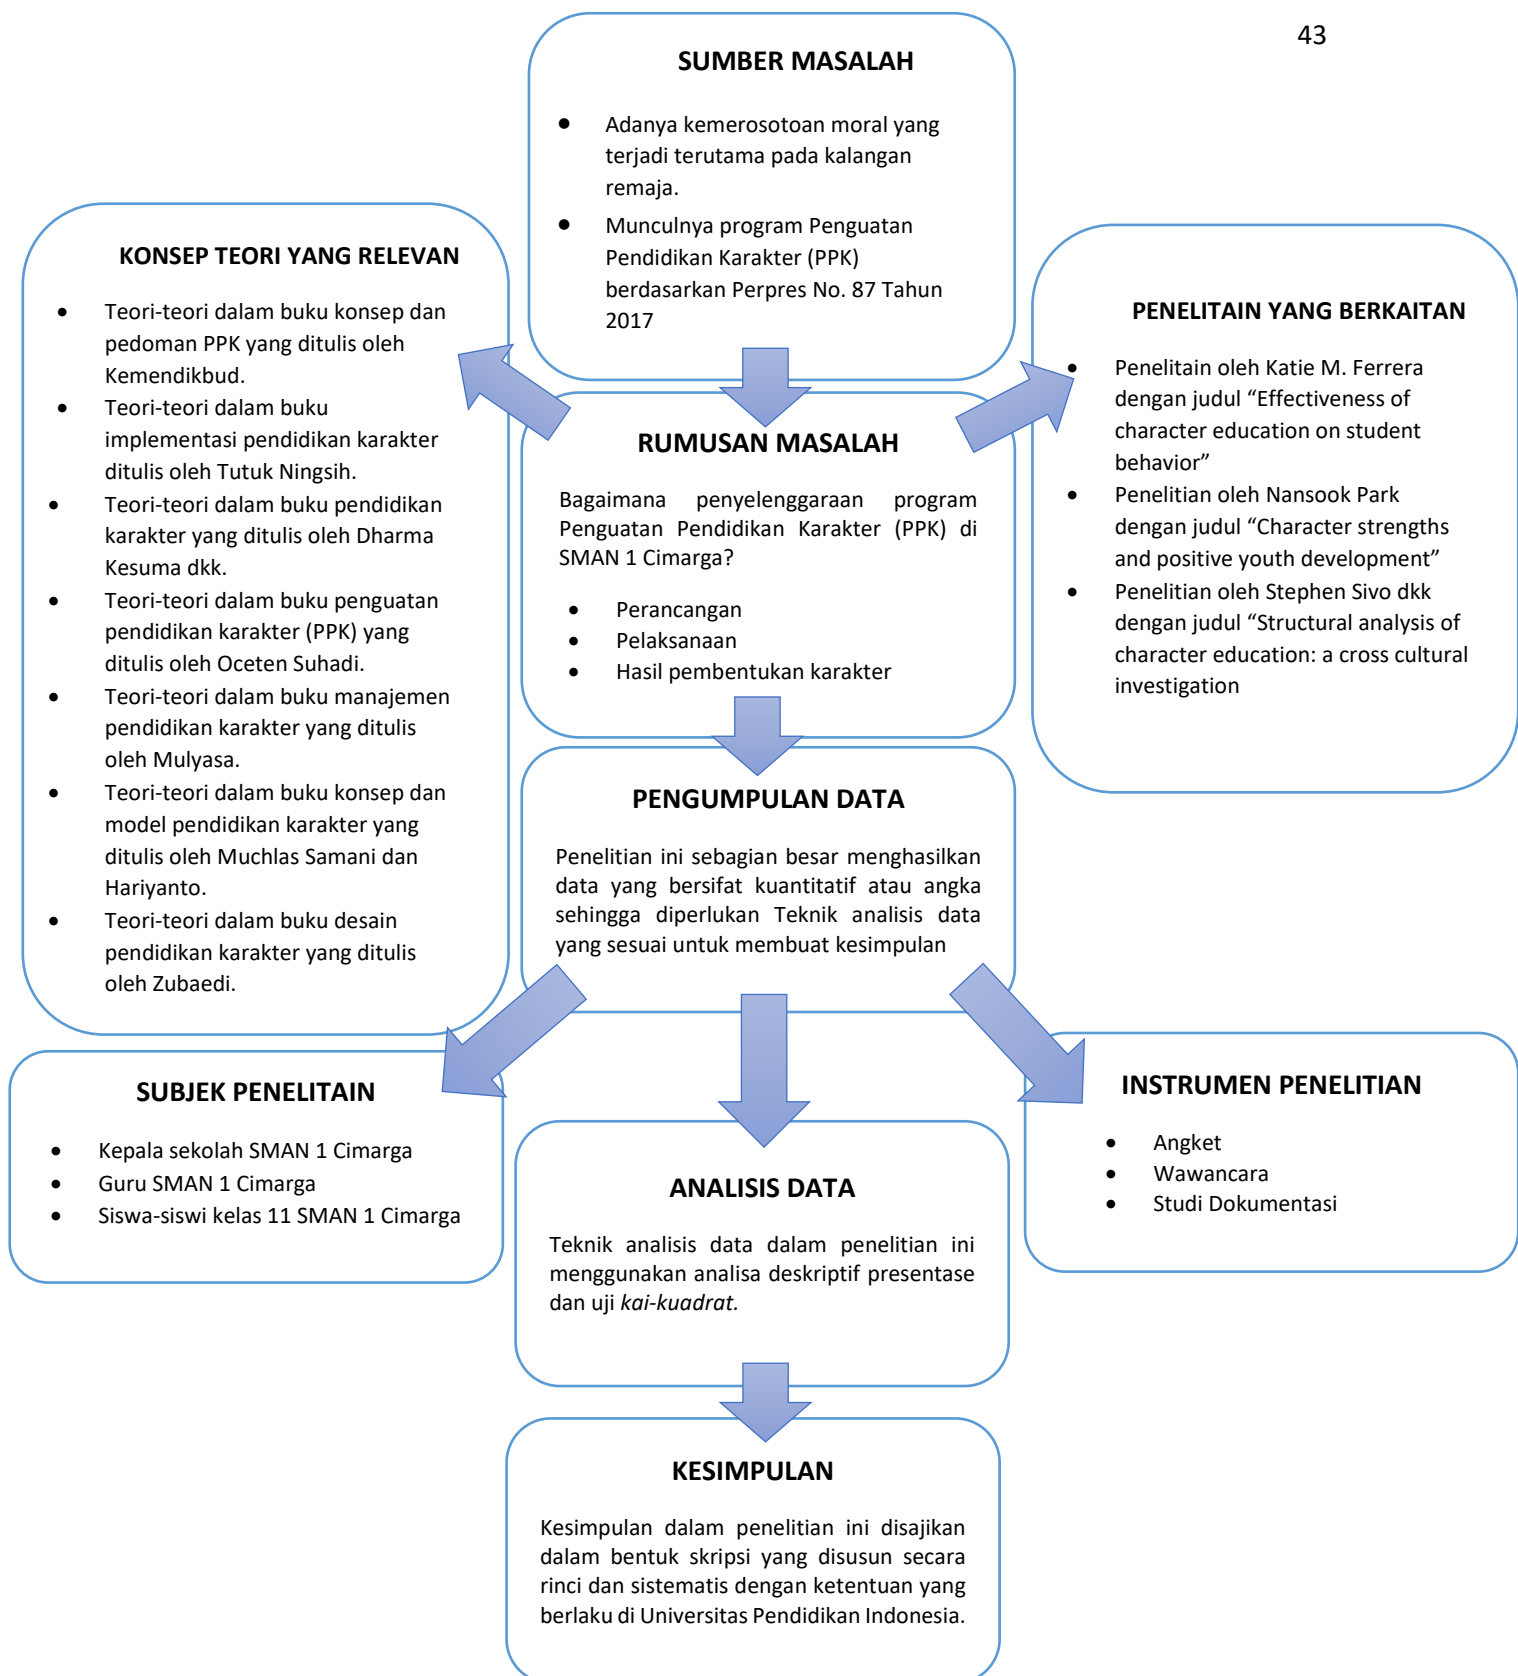 43
SUMBER MASALAH
• Adanya kemerosotoan moral yang
terjadi terutama pada kalangan
remaja.
• Munculnya program Penguatan
Pendidikan Karakter (PPK)
berdasarkan Perpres No. 87 Tahun
2017
KONSEP TEORI YANG RELEVAN
• Teori-teori dalam buku konsep dan
pedoman PPK yang ditulis oleh
Kemendikbud.
• Teori-teori dalam buku
implementasi pendidikan karakter
ditulis oleh Tutuk Ningsih.
• Teori-teori dalam buku pendidikan
karakter yang ditulis oleh Dharma
Kesuma dkk.
• Teori-teori dalam buku penguatan
pendidikan karakter (PPK) yang
ditulis oleh Oceten Suhadi.
• Teori-teori dalam buku manajemen
pendidikan karakter yang ditulis
oleh Mulyasa.
• Teori-teori dalam buku konsep dan
model pendidikan karakter yang
ditulis oleh Muchlas Samani dan
Hariyanto.
• Teori-teori dalam buku desain
pendidikan karakter yang ditulis
oleh Zubaedi.
PENELITAIN YANG BERKAITAN
• Penelitain oleh Katie M. Ferrera
dengan judul “Effectiveness of
character education on student
behavior”
• Penelitian oleh Nansook Park
dengan judul “Character strengths
and positive youth development”
• Penelitian oleh Stephen Sivo dkk
dengan judul “Structural analysis of
character education: a cross cultural
investigation
RUMUSAN MASALAH
Bagaimana penyelenggaraan program
Penguatan Pendidikan Karakter (PPK) di
SMAN 1 Cimarga?
• Perancangan
• Pelaksanaan
• Hasil pembentukan karakter
PENGUMPULAN DATA
Penelitian ini sebagian besar menghasilkan
data yang bersifat kuantitatif atau angka
sehingga diperlukan Teknik analisis data
yang sesuai untuk membuat kesimpulan
SUBJEK PENELITAIN
• Kepala sekolah SMAN 1 Cimarga
• Guru SMAN 1 Cimarga
• Siswa-siswi kelas 11 SMAN 1 Cimarga
INSTRUMEN PENELITIAN
• Angket
• Wawancara
• Studi Dokumentasi
ANALISIS DATA
Teknik analisis data dalam penelitian ini
menggunakan analisa deskriptif presentase
dan uji kai-kuadrat.
KESIMPULAN
Kesimpulan dalam penelitian ini disajikan
dalam bentuk skripsi yang disusun secara
rinci dan sistematis dengan ketentuan yang
berlaku di Universitas Pendidikan Indonesia.